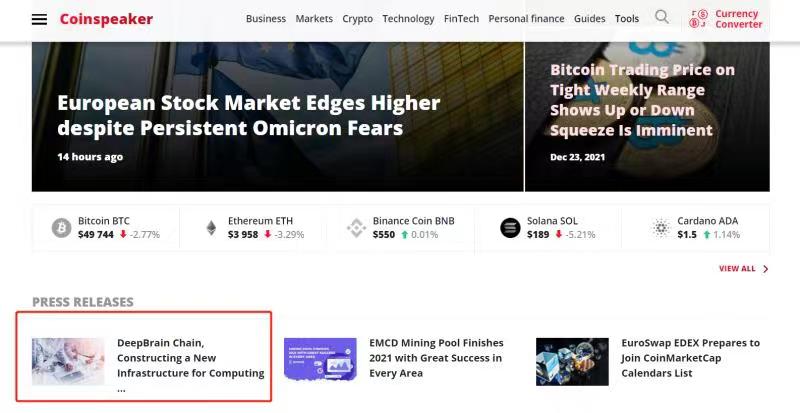 Coinspeaker
Business Markets Crypto Technology FinTech Personal finance Guides Tools
Currency
Converter
European Stock Market Edges Higher
despite Persistent Omicron Fears
14 hours ago
Bitcoin Trading Price on
Tight Weekly Range
Shows Up or Down
Squeeze Is Imminent
Dec 23, 2021
Bitcoin BTC
$49 744 -2.77%
Ethereum ETH
$3 958 -3.29%
Binance Coin BNB
$550 0.01%
Solana SOL
$189 -5.21%
Cardano ADA
$1.5 1.14%
VIEW ALL
PRESS RELEASES
DeepBrain Chain,
Constructing a New
Infrastructure for Computing
...
EMCD Mining Pool Finishes
2021 with Great Success in
Every Area
EuroSwap EDEX Prepares to
Join CoinMarketCap
Calendars List